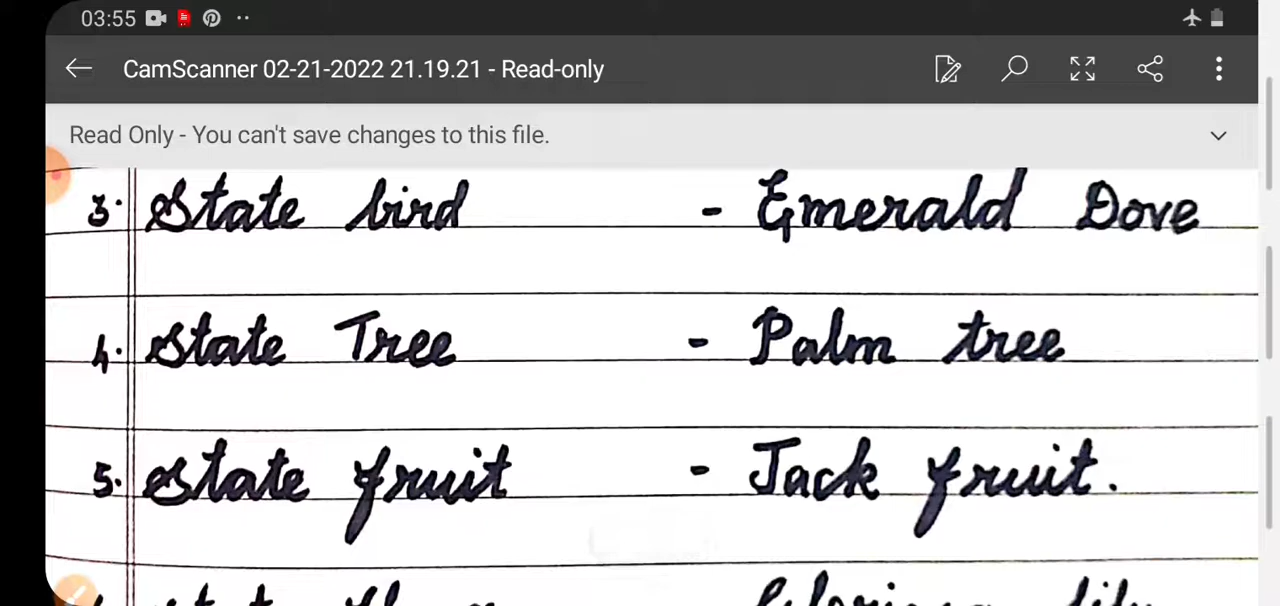 03:55
CamScanner 02-21-2022 21.19.21 - Read-only
Read Only - You can't save changes to this file.
3. State bird - Emerald Dove
4. State Tree - Palm tree
5. State fruit - Jack fruit.